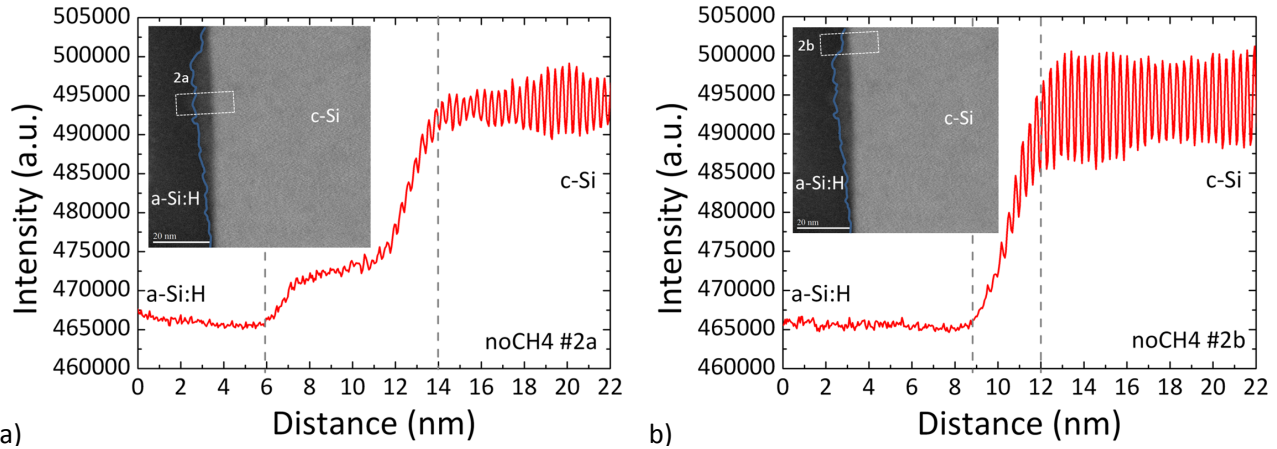 505000
500000
495000
490000
485000
480000
475000
470000
465000
460000
Intensity (a.u.)
2a
c-Si
a-Si:H
20 nm
c-Si
a-Si:H
noCH4 #2a
0 2 4 6 8 10 12 14 16 18 20 22
Distance (nm)
a)
505000
500000
495000
490000
485000
480000
475000
470000
465000
460000
Intensity (a.u.)
2b
c-Si
a-Si:H
20 nm
c-Si
a-Si:H
noCH4 #2b
0 2 4 6 8 10 12 14 16 18 20 22
Distance (nm)
b)